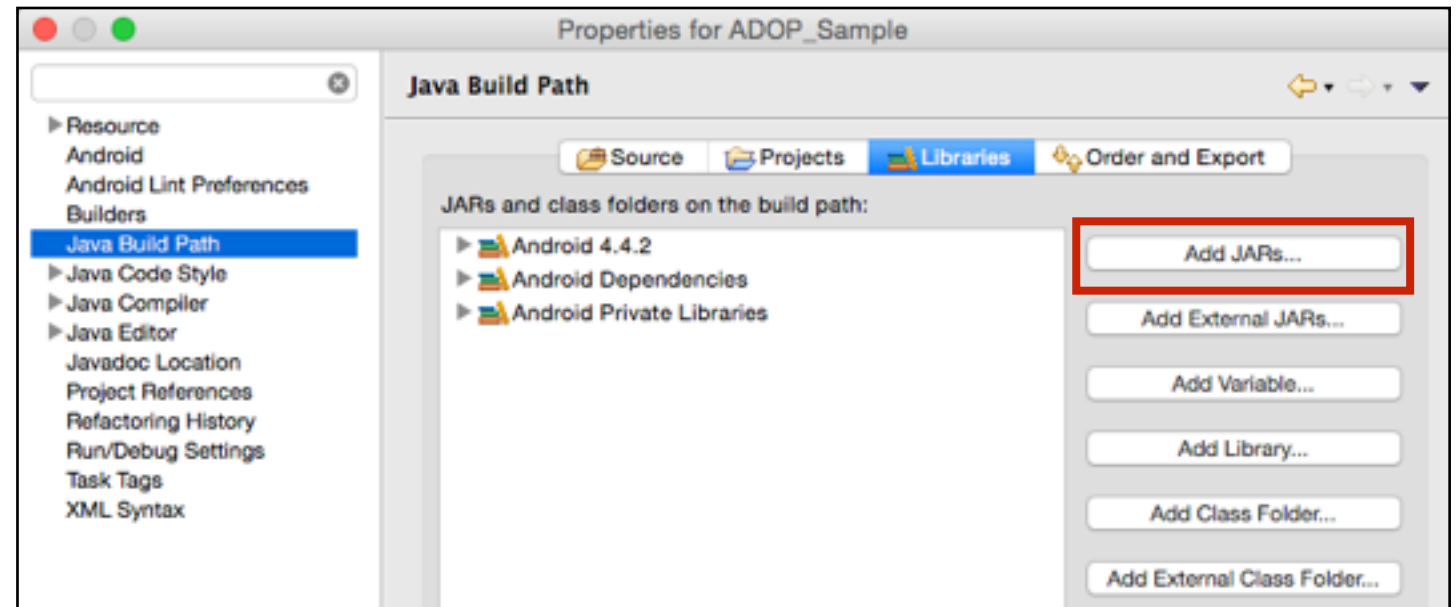 Properties for ADOP_Sample
Java Build Path
Resource
Android
Android Lint Preferences
Builders
Java Build Path
Java Code Style
Java Compiler
Java Editor
Javadoc Location
Project References
Refactoring History
Run/Debug Settings
Task Tags
XML Syntax
Source Projects Libraries Order and Export
JARs and class folders on the build path:
Android 4.4.2
Android Dependencies
Android Private Libraries
Add JARs...
Add External JARs...
Add Variable...
Add Library...
Add Class Folder...
Add External Class Folder...